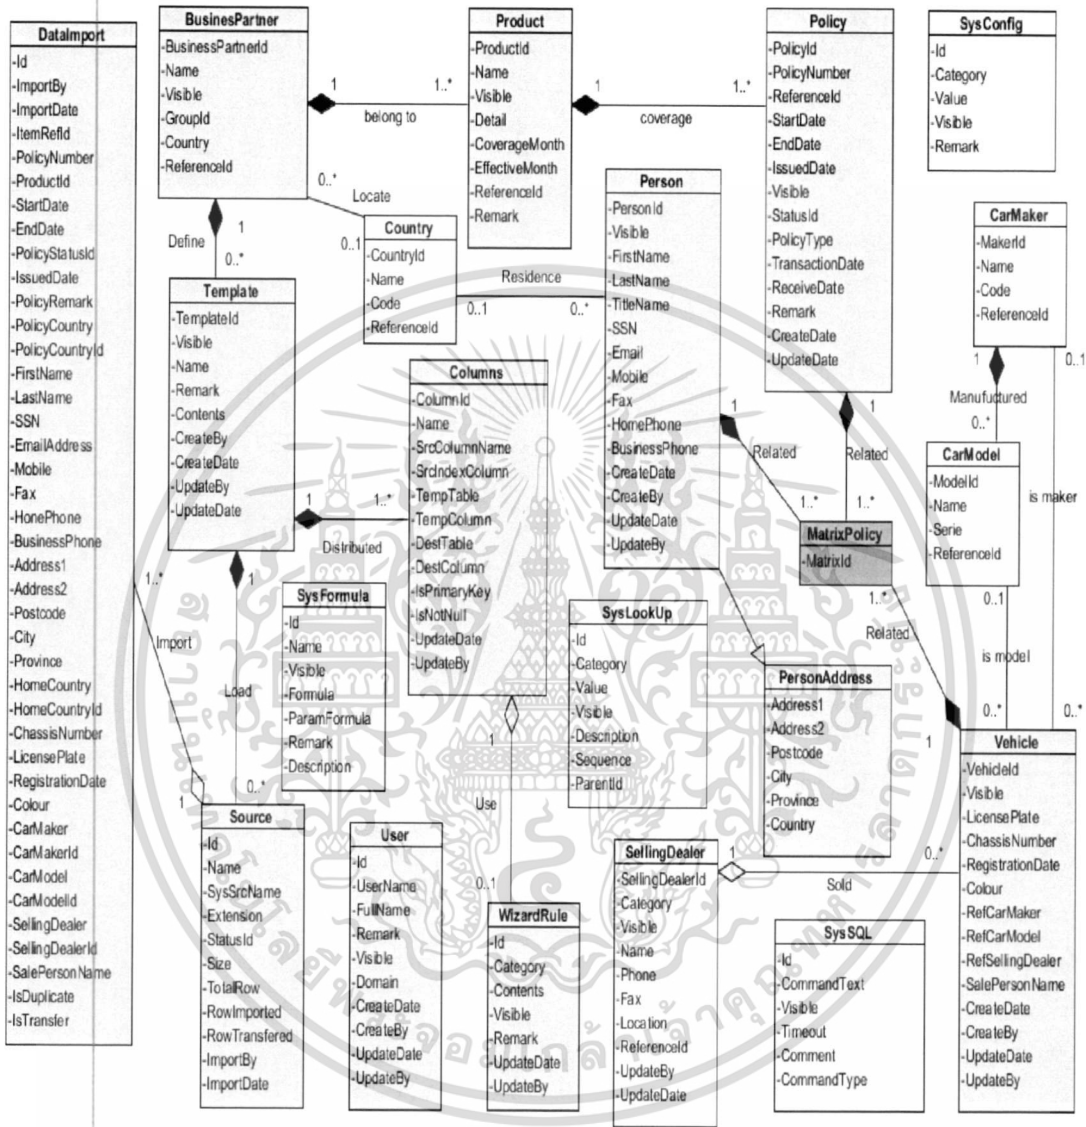 DataImport
-Id
-ImportBy
-ImportDate
-ItemRefId
-PolicyNumber
-ProductId
-StartDate
-EndDate
-PolicyStatusId
-IssuedDate
-PolicyRemark
-PolicyCountry
-PolicyCountryId
-FirstName
-LastName
-SSN
-EmailAddress
-Mobile
-Fax
-HonePhone
-BusinessPhone
-Address1
-Address2
-Postcode
-City
-Province
-HomeCountry
-HomeCountryId
-ChassisNumber
-LicensePlate
-RegistrationDate
-Colour
-CarMaker
-CarMakerId
-CarModel
-CarModelId
-SellingDealer
-SellingDealerId
-SalePersonName
-IsDuplicate
-IsTransfer
BusinesPartner
-BusinessPartnerId
-Name
-Visible
-GroupId
-Country
-ReferenceId
1
1..*
belong to
Product
-ProductId
-Name
-Visible
-Detail
-CoverageMonth
-EffectiveMonth
-ReferenceId
-Remark
1
1..*
coverage
Policy
-PolicyId
-PolicyNumber
-ReferenceId
-StartDate
-EndDate
-IssuedDate
-Visible
-StatusId
-PolicyType
-TransactionDate
-ReceiveDate
-Remark
-CreateDate
-UpdateDate
SysConfig
-Id
-Category
-Value
-Visible
-Remark
0..*
Locate
0..1
Country
-CountryId
-Name
-Code
-ReferenceId
Residence
0..1
0..*
Person
-PersonId
-Visible
-FirstName
-LastName
-TitleName
-SSN
-Email
-Mobile
-Fax
-HomePhone
-BusinessPhone
-CreateDate
-CreateBy
-UpdateDate
-UpdateBy
CarMaker
-MakerId
-Name
-Code
-ReferenceId
1
0..1
Manufuctured
0..*
CarModel
-ModelId
-Name
-Serie
-ReferenceId
is maker
0..1
is model
0..*
0..*
1
Define
0..*
Template
-TemplateId
-Visible
-Name
-Remark
-Contents
-CreateBy
-CreateDate
-UpdateBy
-UpdateDate
1
1..*
Distributed
Columns
-ColumnId
-Name
-SrcColumnName
-SrcIndexColumn
-TempTable
-TempColumn
-DestTable
-DestColumn
-IsPrimaryKey
-IsNotNull
-UpdateDate
-UpdateBy
1
Related
1..*
1
Related
1..*
MatrixPolicy
-MatrixId
1..*
Related
1
1..*
Import
1
1
Load
0..*
SysFormula
-Id
-Name
-Visible
-Formula
-ParamFormula
-Remark
-Description
SysLookUp
-Id
-Category
-Value
-Visible
-Description
-Sequence
-ParentId
PersonAddress
-Address1
-Address2
-Postcode
-City
-Province
-Country
Vehicle
-VehicleId
-Visible
-LicensePlate
-ChassisNumber
-RegistrationDate
-Colour
-RefCarMaker
-RefCarModel
-RefSellingDealer
-SalePersonName
-CreateDate
-CreateBy
-UpdateDate
-UpdateBy
Source
-Id
-Name
-SysSrcName
-Extension
-StatusId
-Size
-TotalRow
-RowImported
-RowTransfered
-ImportBy
-ImportDate
User
-Id
-UserName
-FullName
-Remark
-Visible
-Domain
-CreateDate
-CreateBy
-UpdateDate
-UpdateBy
1
Use
0..1
WizardRule
-Id
-Category
-Contents
-Visible
-Remark
-UpdateDate
-UpdateBy
SellingDealer
-SellingDealerId
-Category
-Visible
-Name
-Phone
-Fax
-Location
-ReferenceId
-UpdateBy
-UpdateDate
1
0..*
Sold
SysSQL
-Id
-CommandText
-Visible
-Timeout
-Comment
-CommandType